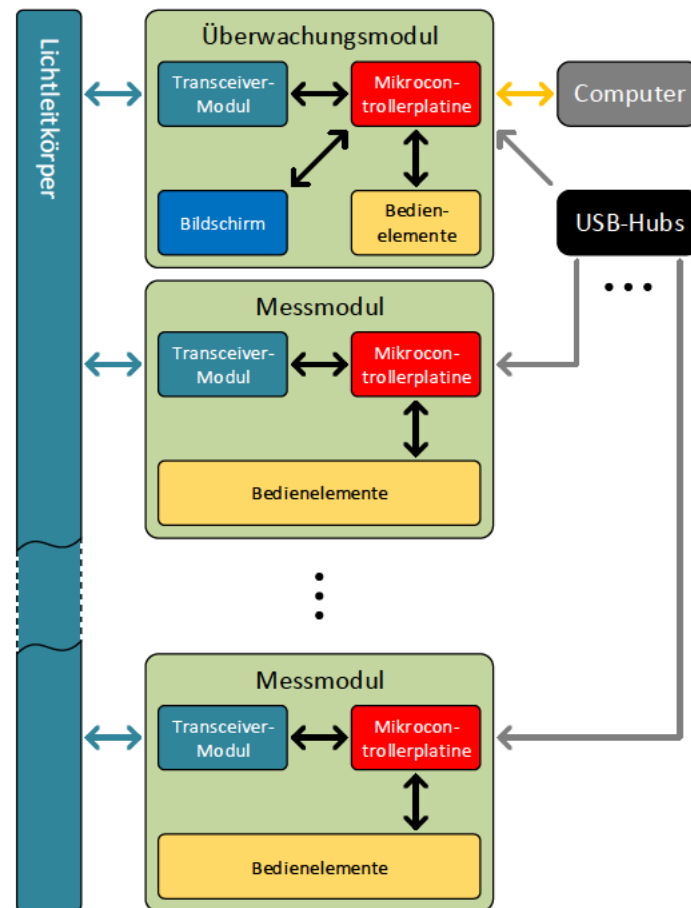 Lichtleitkörper
Überwachungsmodul
Transceiver-
Modul
Mikrocon-
trollerplatine
Computer
Bildschirm
Bedien-
elemente
USB-Hubs
...
Messmodul
Transceiver-
Modul
Mikrocon-
trollerplatine
Bedienelemente
Messmodul
Transceiver-
Modul
Mikrocon-
trollerplatine
Bedienelemente